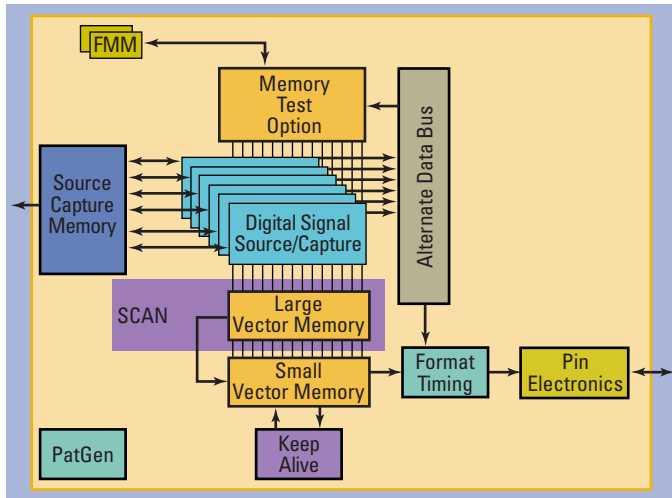 FMM
Memory
Test
Option
Source
Capture
Memory
Alternate Data Bus
Digital Signal
Source/Capture
SCAN
Large
Vector Memory
Small
Vector Memory
Format
Timing
Pin
Electronics
PatGen
Keep
Alive